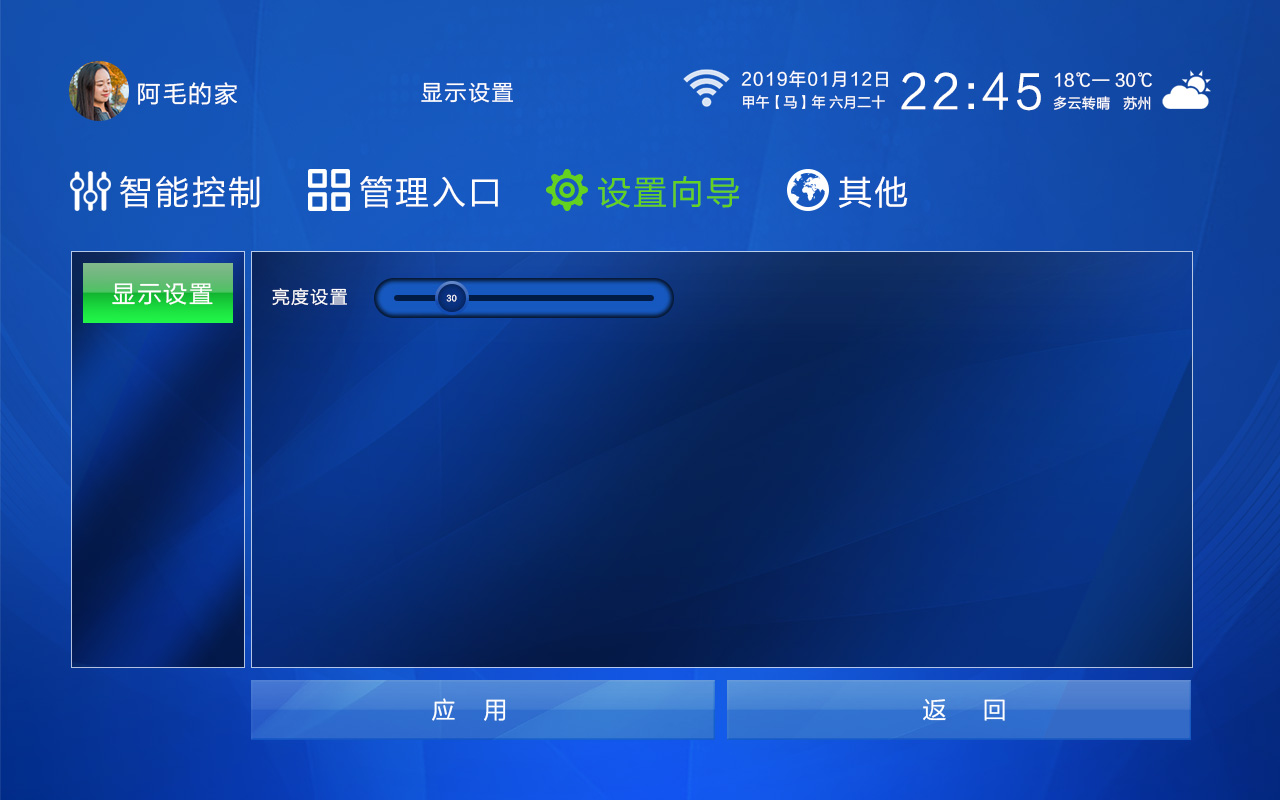 阿毛的家
显示设置
2019年01月12日
甲午【马】年 六月二十
22:45
18℃— 30℃
多云转晴 苏州
智能控制
管理入口
设置向导
其他
显示设置
亮度设置
30
应 用
返 回